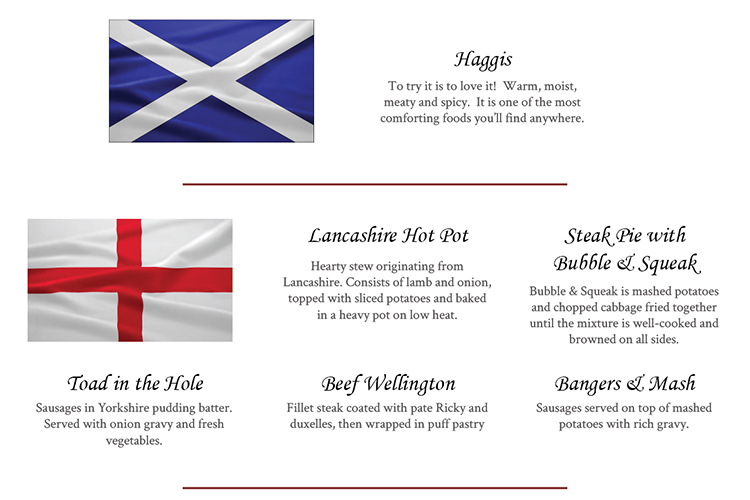 Haggis
To try it is to love it!  Warm, moist,
meaty and spicy.  It is one of the most
comforting foods you'll find anywhere.
Lancashire Hot Pot
Hearty stew originating from
Lancashire. Consists of lamb and onion,
topped with sliced potatoes and baked
in a heavy pot on low heat.
Steak Pie with
Bubble & Squeak
Bubble & Squeak is mashed potatoes
and chopped cabbage fried together
until the mixture is well-cooked and
browned on all sides.
Toad in the Hole
Sausages in Yorkshire pudding batter.
Served with onion gravy and fresh
vegetables.
Beef Wellington
Fillet steak coated with pate Ricky and
duxelles, then wrapped in puff pastry
Bangers & Mash
Sausages served on top of mashed
potatoes with rich gravy.